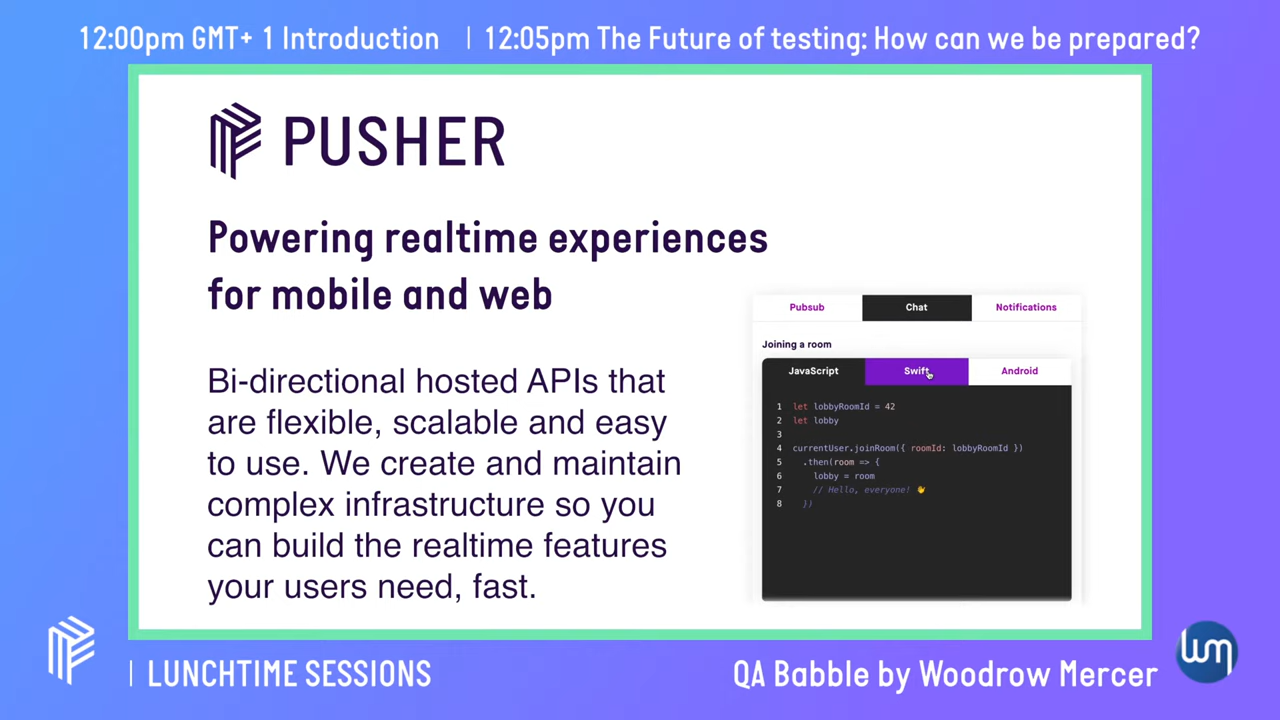 12:00pm GMT+ 1 Introduction | 12:05pm The Future of testing: How can we be prepared?
PUSHER
Powering realtime experiences
for mobile and web
Bi-directional hosted APIs that
are flexible, scalable and easy
to use. We create and maintain
complex infrastructure so you
can build the realtime features
your users need, fast.
Pubsub Chat Notifications
Joining a room
JavaScript Swift Android
1 let lobbyRoomId = 42
2 let lobby
3
4 currentUser.joinRoom({ roomId: lobbyRoomId })
5 .then(room => {
6 lobby = room
7 // Hello, everyone! 👋
8 })
| LUNCHTIME SESSIONS
QA Babble by Woodrow Mercer
wm